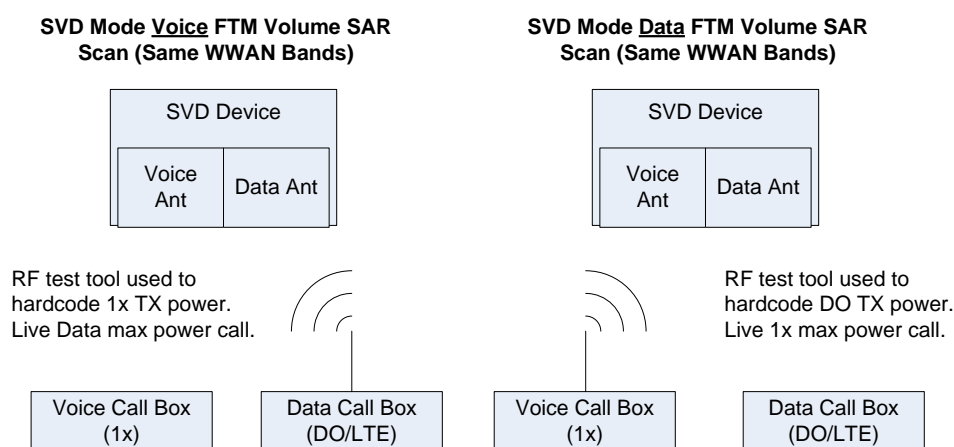 SVD Mode Voice FTM Volume SAR
Scan (Same WWAN Bands)
SVD Device
Voice
Ant
Data Ant
RF test tool used to
hardcode 1x TX power.
Live Data max power call.
Voice Call Box
(1x)
Data Call Box
(DO/LTE)
SVD Mode Data FTM Volume SAR
Scan (Same WWAN Bands)
SVD Device
Voice
Ant
Data Ant
RF test tool used to
hardcode DO TX power.
Live 1x max power call.
Voice Call Box
(1x)
Data Call Box
(DO/LTE)